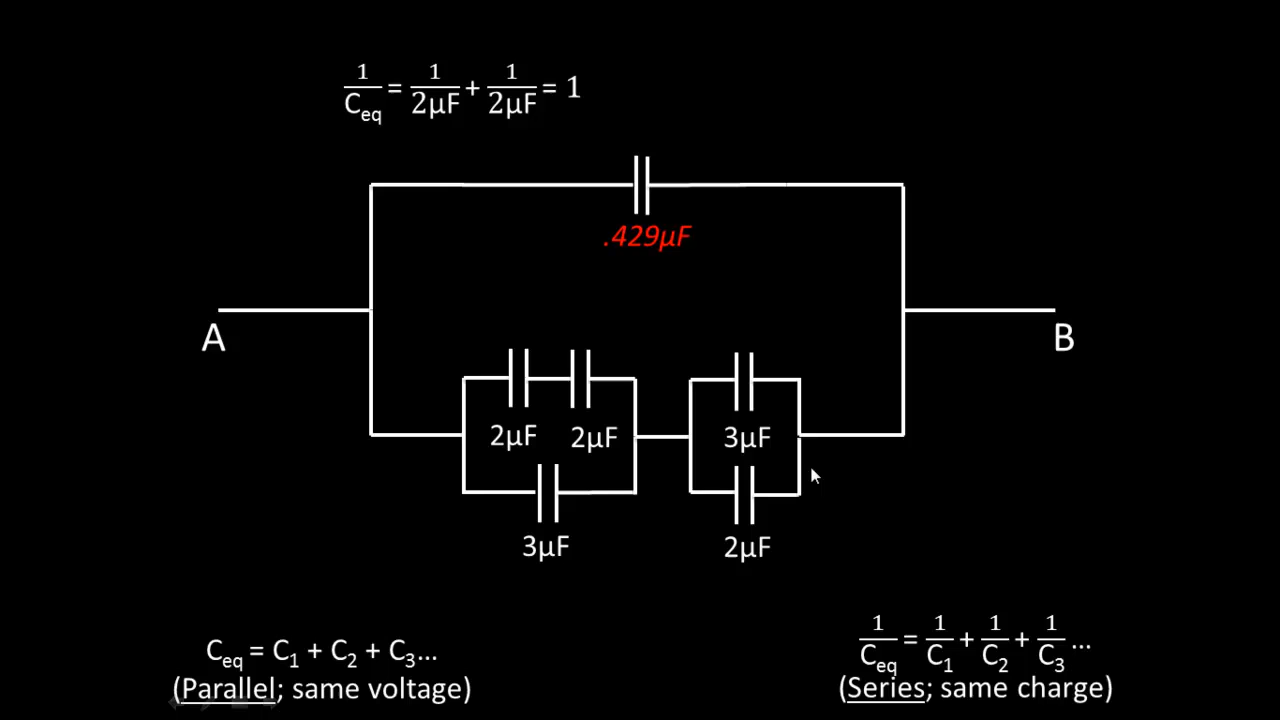 1/C_eq = 1/2μF + 1/2μF = 1
.429μF
A
B
2μF 2μF 3μF
3μF 2μF
C_eq = C_1 + C_2 + C_3...
(Parallel; same voltage)
1/C_eq = 1/C_1 + 1/C_2 + 1/C_3 ...
(Series; same charge)